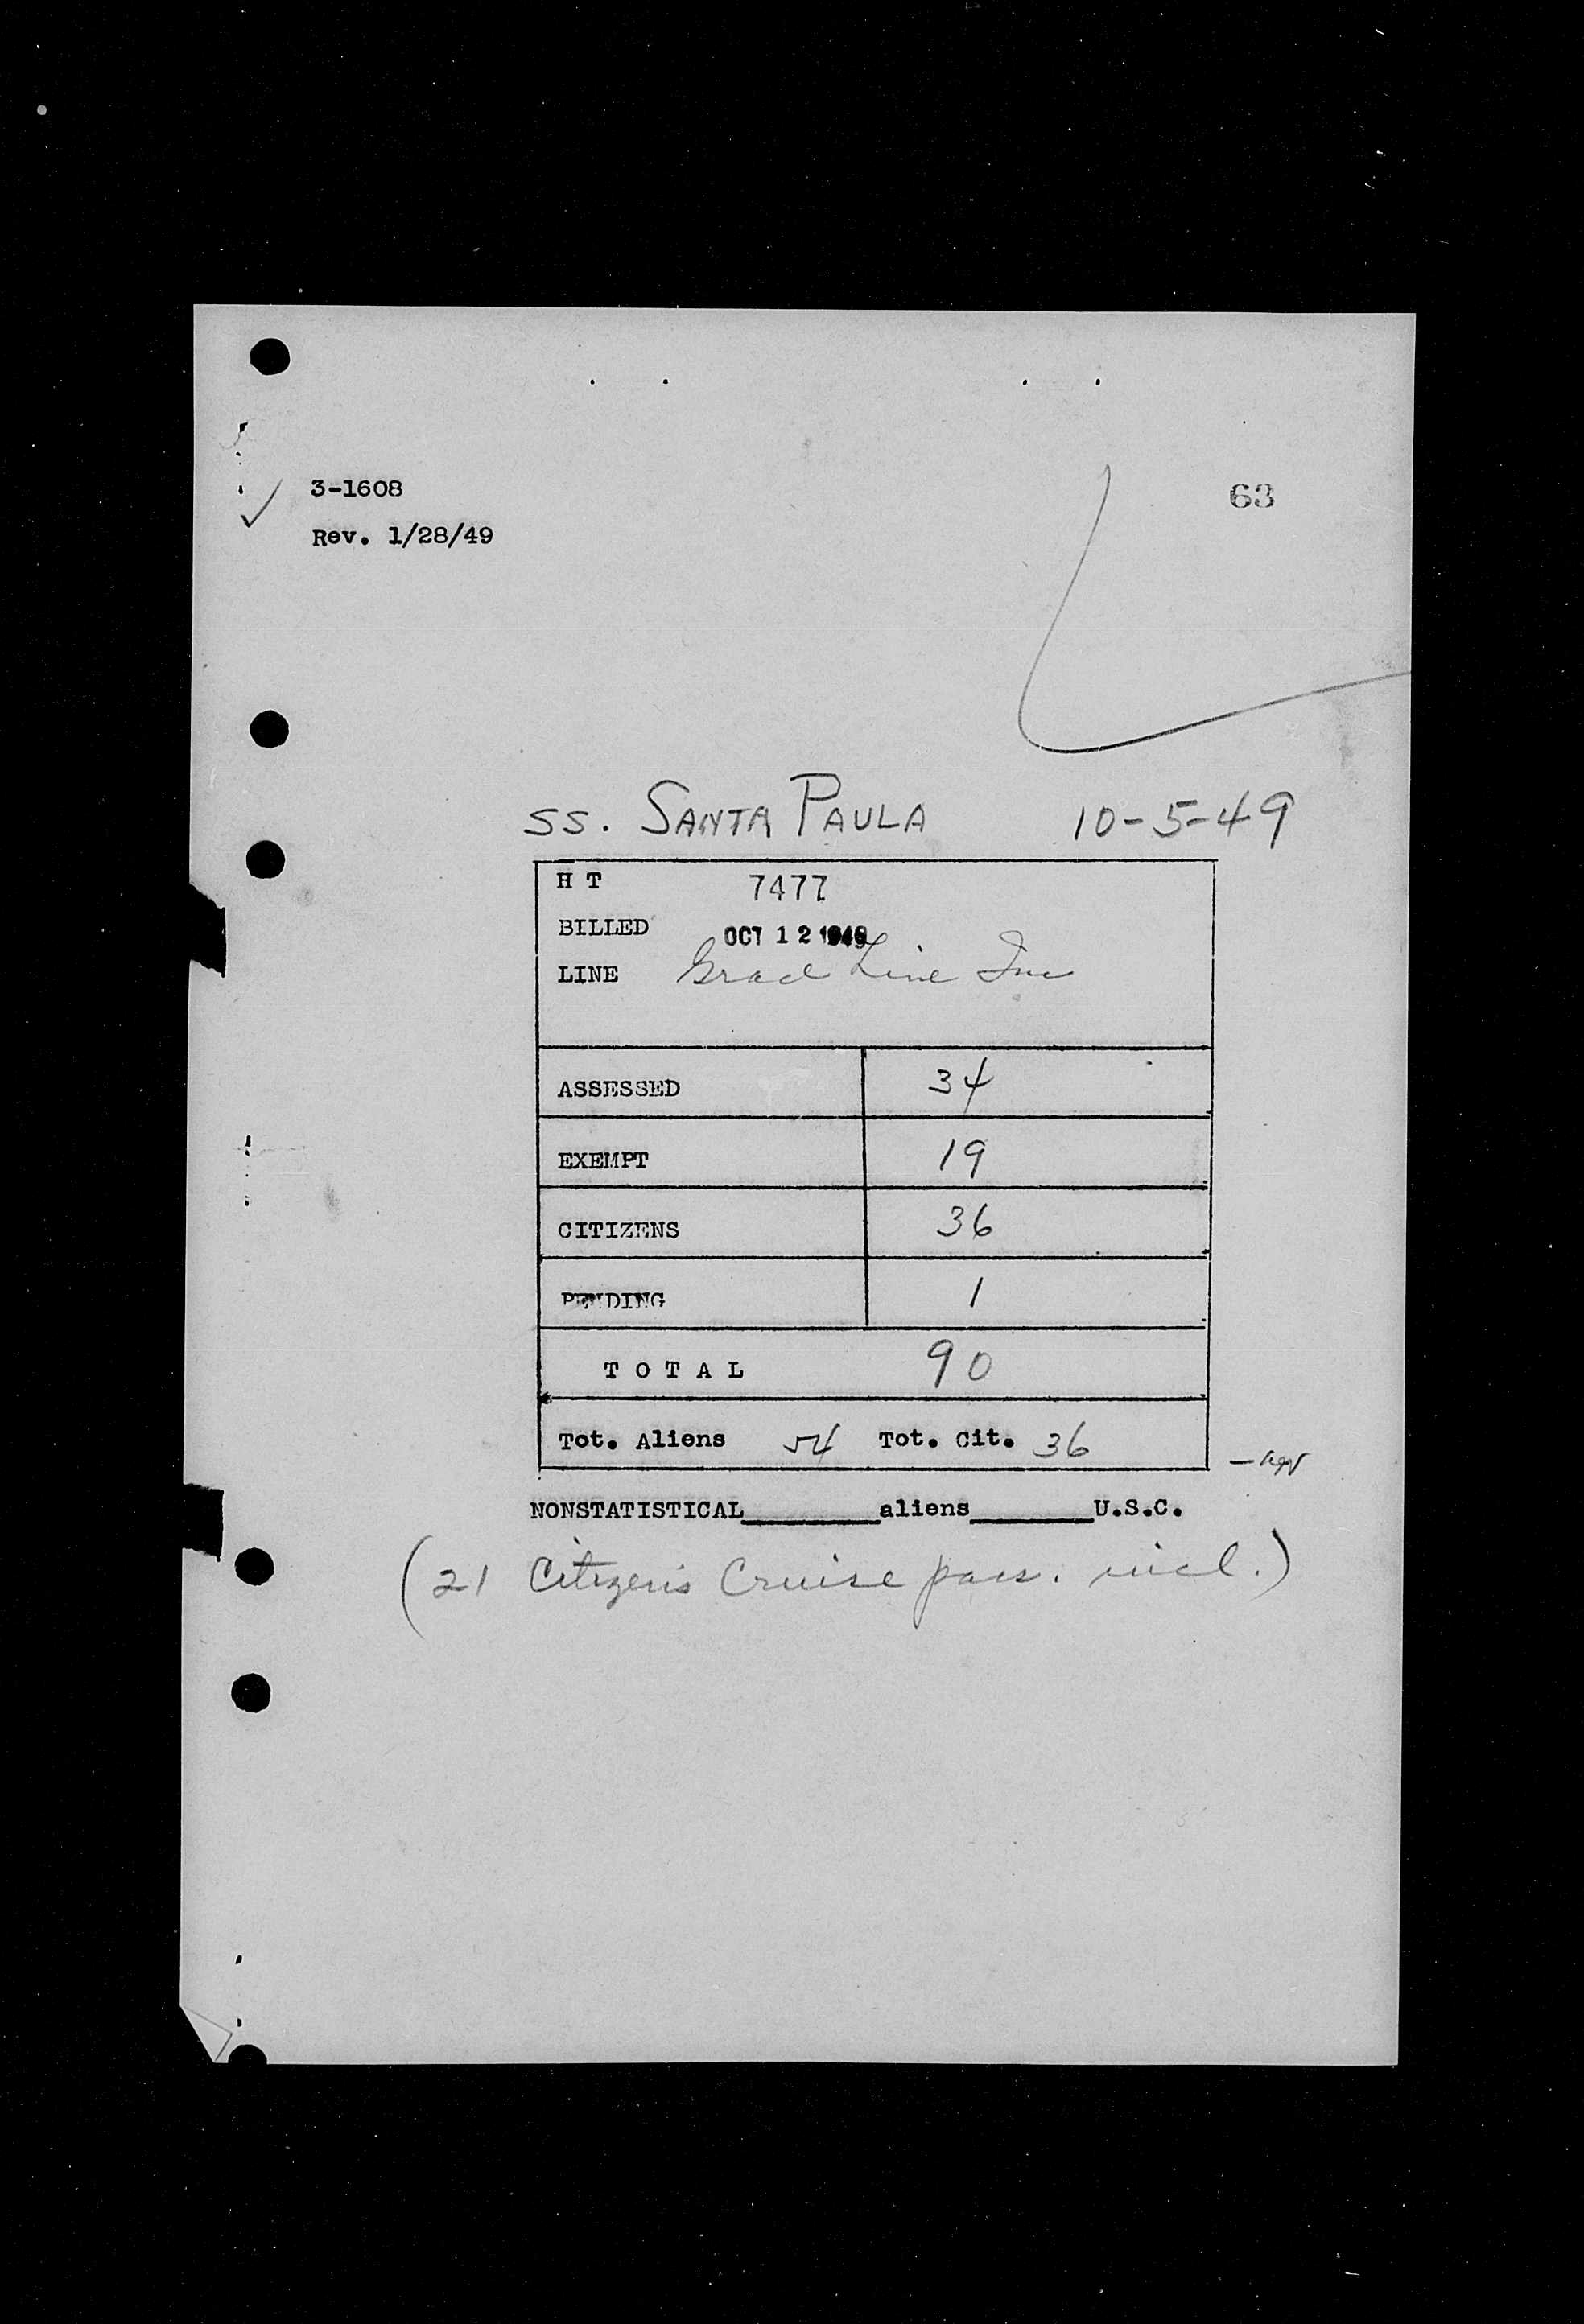 3-1608
63
Rev. 1/28/49
SS. SANTA PAULA 10-5-49
H T 7477
BILLED OCT 12 1949
LINE Grace Line Inc
ASSESSED 34
EXEMPT 19
CITIZENS 36
PENDING 1
TOTAL 90
Tot. Aliens 54 Tot. Cit. 36
NONSTATISTICAL________aliens________U.S.C.
(21 Citizens Cruise pass. incl.)